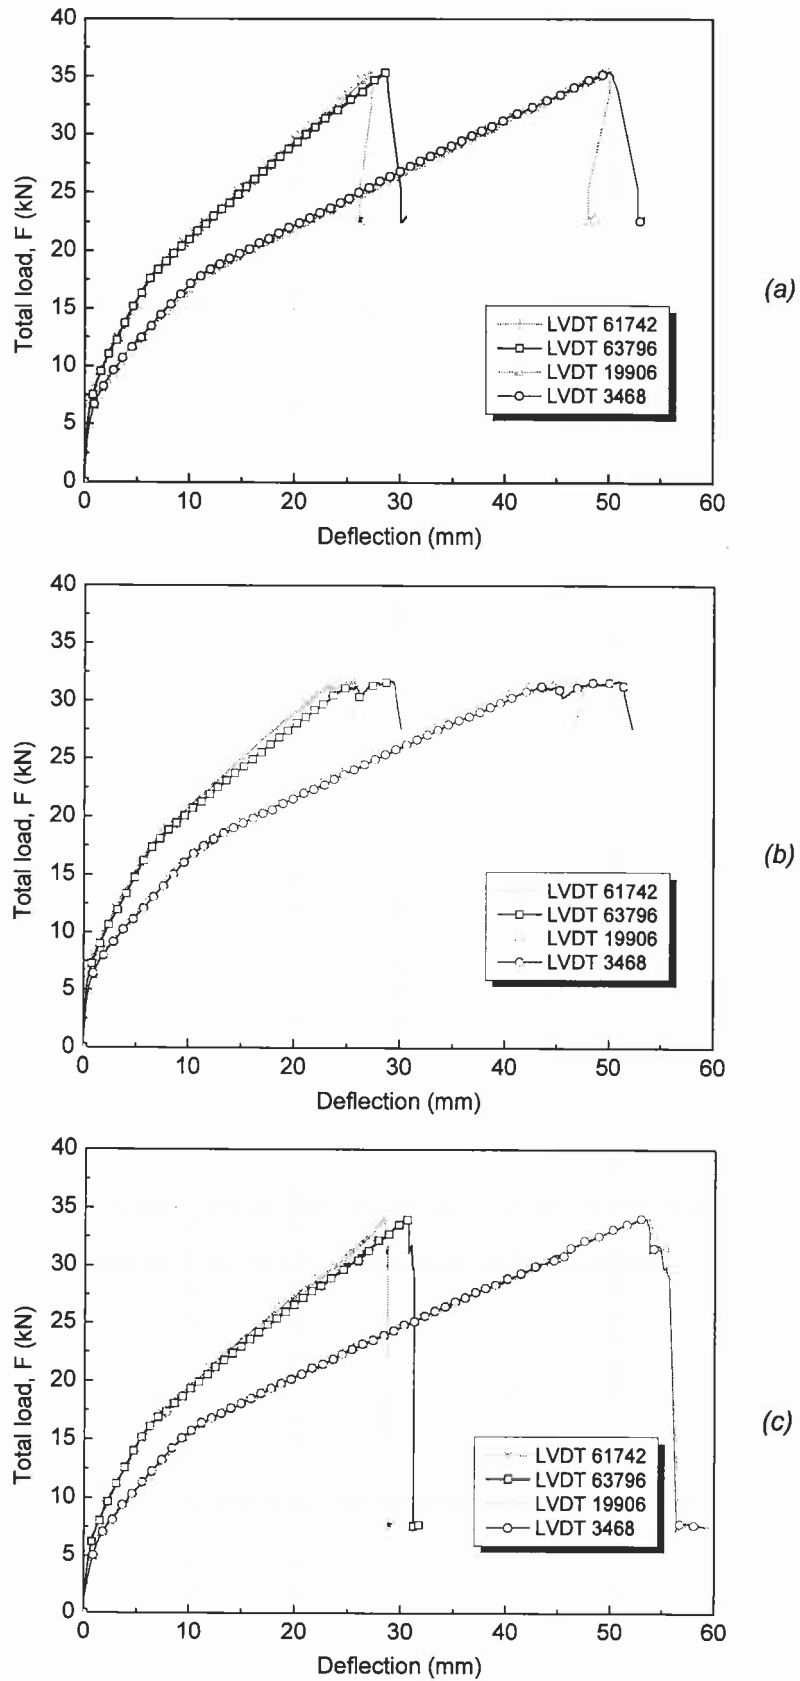 40
35
30
25
20
15
10
5
0
Total load, F (kN)
LVDT 61742
LVDT 63796
LVDT 19906
LVDT 3468
0 10 20 30 40 50 60
Deflection (mm)
(a)
40
35
30
25
20
15
10
5
0
Total load, F (kN)
LVDT 61742
LVDT 63796
LVDT 19906
LVDT 3468
0 10 20 30 40 50 60
Deflection (mm)
(b)
40
35
30
25
20
15
10
5
0
Total load, F (kN)
LVDT 61742
LVDT 63796
LVDT 19906
LVDT 3468
0 10 20 30 40 50 60
Deflection (mm)
(c)